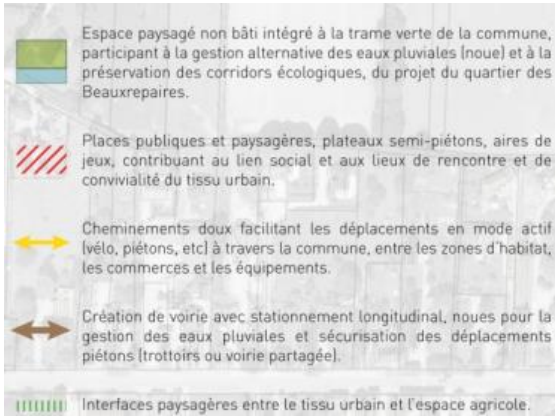 Espace paysagé non bâti intégré à la trame verte de la commune,
participant à la gestion alternative des eaux pluviales (noue) et à la
préservation des corridors écologiques, du projet du quartier des
Beauxrepaires.
Places publiques et paysagères, plateaux semi-piétons, aires de
jeux, contribuant au lien social et aux lieux de rencontre et de
convivialité du tissu urbain.
Cheminements doux facilitant les déplacements en mode actif
(vélo, piétons, etc) à travers la commune, entre les zones d'habitat,
les commerces et les équipements.
Création de voirie avec stationnement longitudinal, noues pour la
gestion des eaux pluviales et sécurisation des déplacements
piétons (trottoirs ou voirie partagée).
Interfaces paysagères entre le tissu urbain et l'espace agricole.